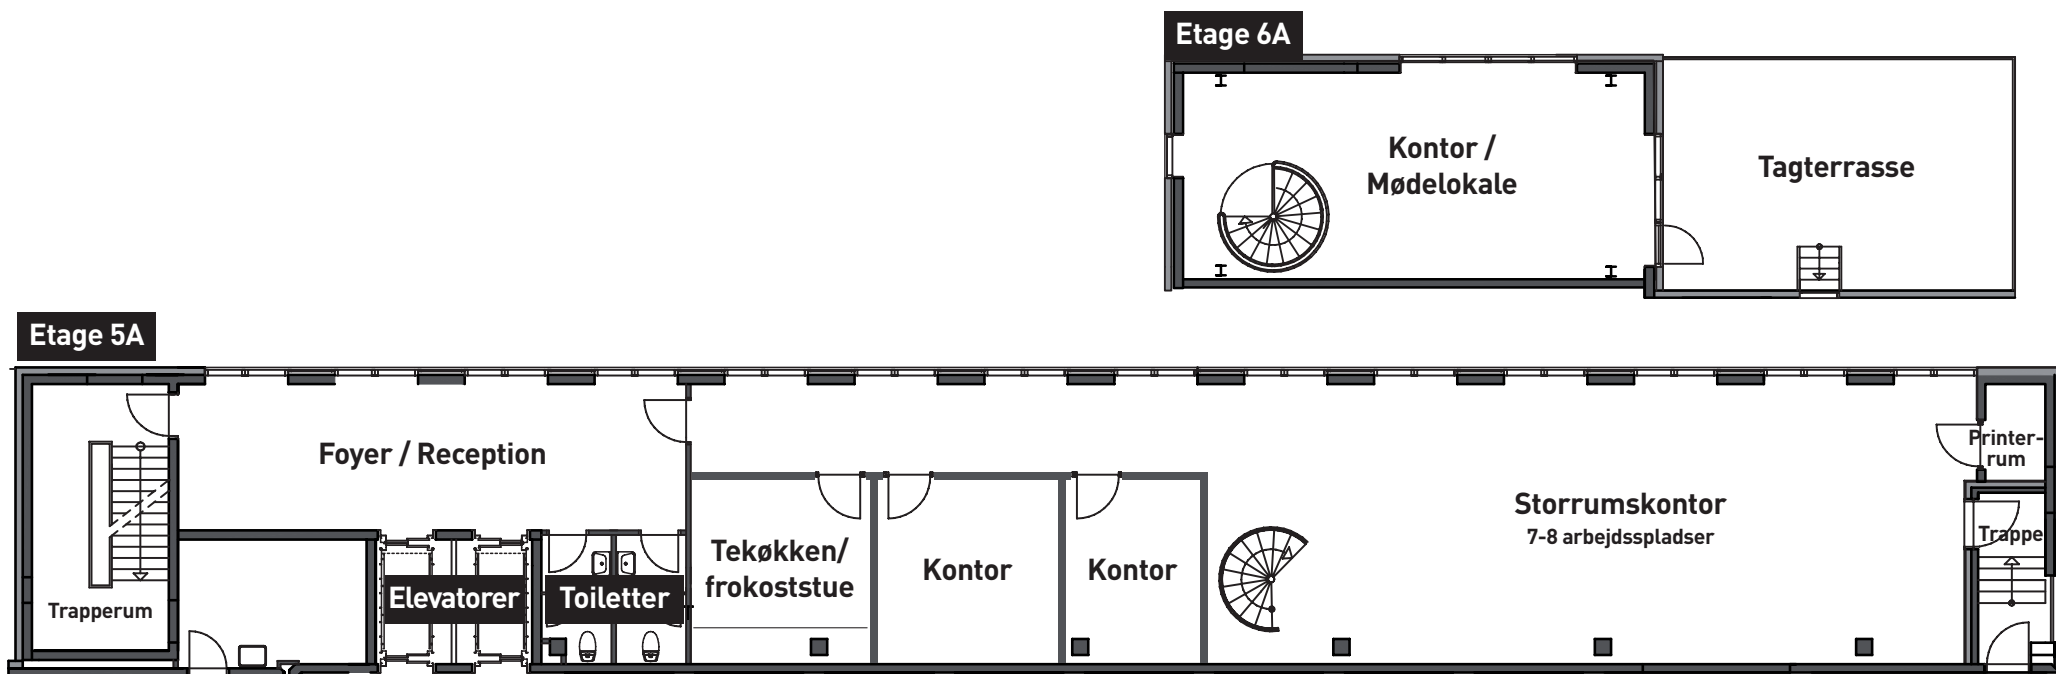 Etage 6A
Kontor /
Mødelokale
Tagterrasse
Etage 5A
Foyer / Reception
Printer-
rum
Storrumskontor
7-8 arbejdsspladser
Trappe
Tekøkken/
frokoststue
Kontor
Kontor
Elevatorer
Toiletter
Trapperum